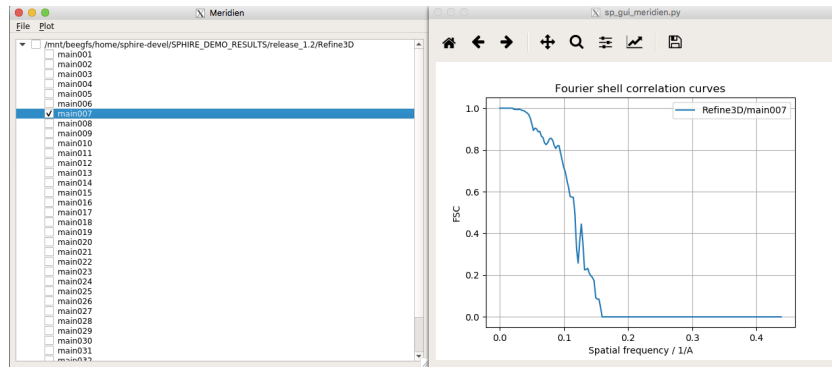 Meridien
File Plot
/mnt/beegfs/home/sphire-devel/SPHIRE_DEMO_RESULTS/release_1.2/Refine3D
main001
main002
main003
main004
main005
main006
main007
main008
main009
main010
main011
main012
main013
main014
main015
main016
main017
main018
main019
main020
main021
main022
main023
main024
main025
main026
main027
main028
main029
main030
main031
main032
sp_gui_meridien.py
Fourier shell correlation curves
Refine3D/main007
1.0
0.8
0.6
0.4
0.2
0.0
FSC
0.0 0.1 0.2 0.3 0.4
Spatial frequency / 1/A